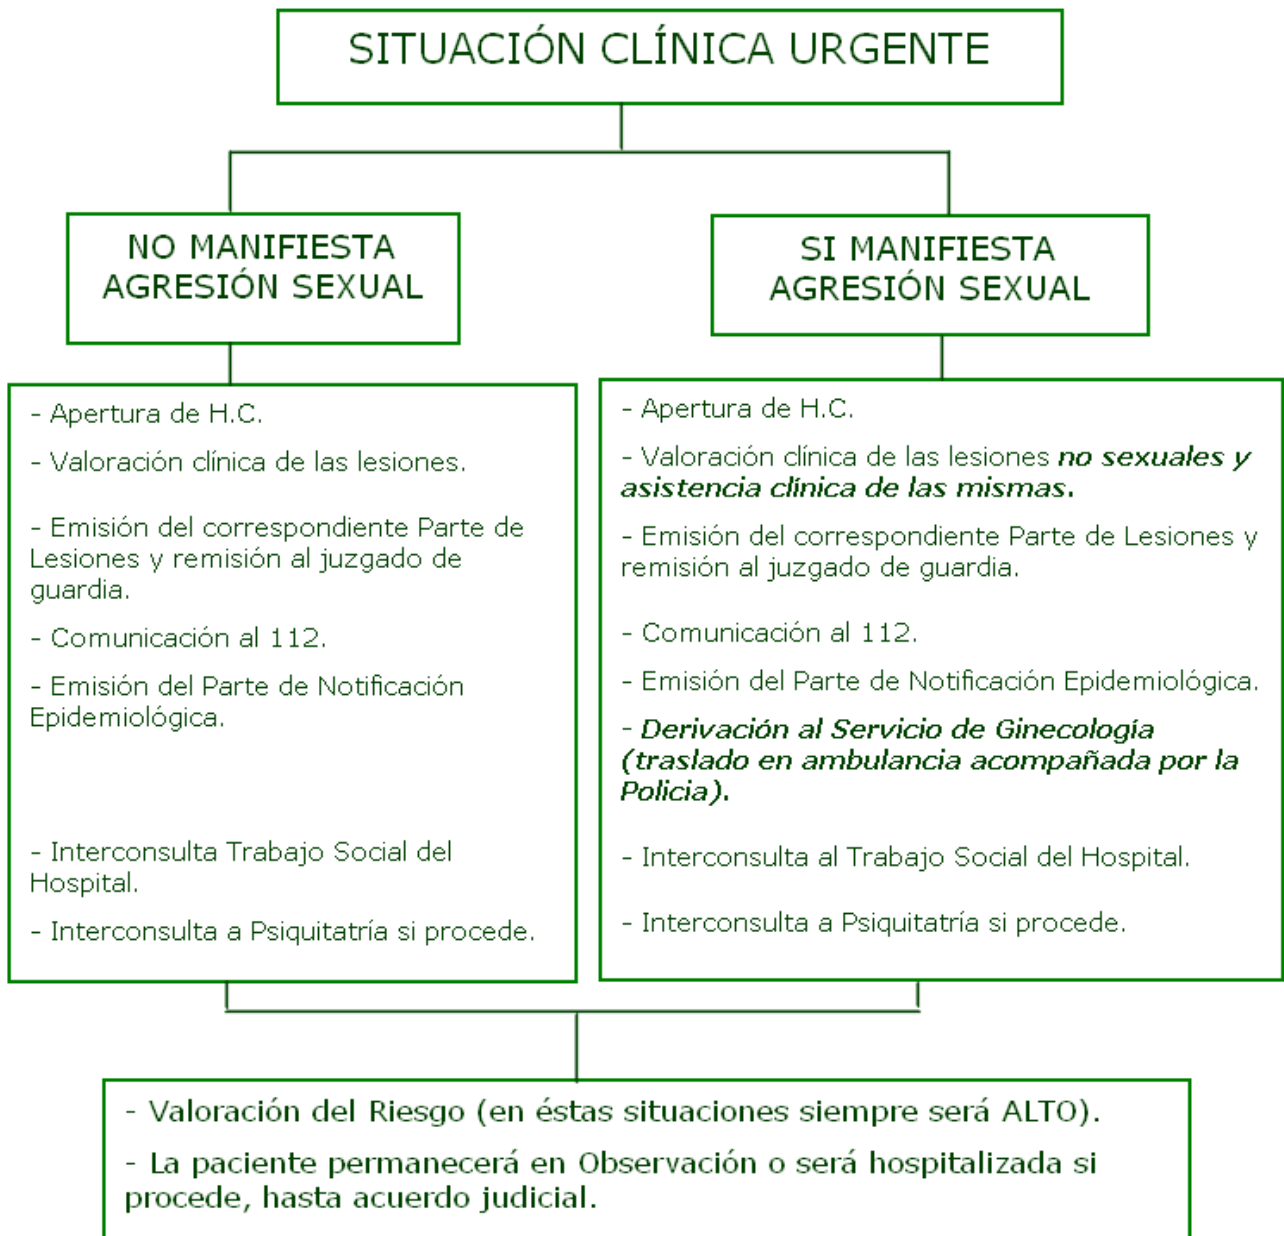 SITUACIÓN CLÍNICA URGENTE
NO MANIFIESTA
AGRESIÓN SEXUAL
- Apertura de H.C.
- Valoración clínica de las lesiones.
- Emisión del correspondiente Parte de
Lesiones y remisión al juzgado de
guardia.
- Comunicación al 112.
- Emisión del Parte de Notificación
Epidemiológica.
- Interconsulta Trabajo Social del
Hospital.
- Interconsulta a Psiquitatría si procede.
SI MANIFIESTA
AGRESIÓN SEXUAL
- Apertura de H.C.
- Valoración clínica de las lesiones no sexuales y
asistencia clínica de las mismas.
- Emisión del correspondiente Parte de Lesiones y
remisión al juzgado de guardia.
- Comunicación al 112.
- Emisión del Parte de Notificación Epidemiológica.
- Derivación al Servicio de Ginecología
(traslado en ambulancia acompañada por la
Policia).
- Interconsulta al Trabajo Social del Hospital.
- Interconsulta a Psiquitatría si procede.
- Valoración del Riesgo (en éstas situaciones siempre será ALTO).
- La paciente permanecerá en Observación o será hospitalizada si
procede, hasta acuerdo judicial.